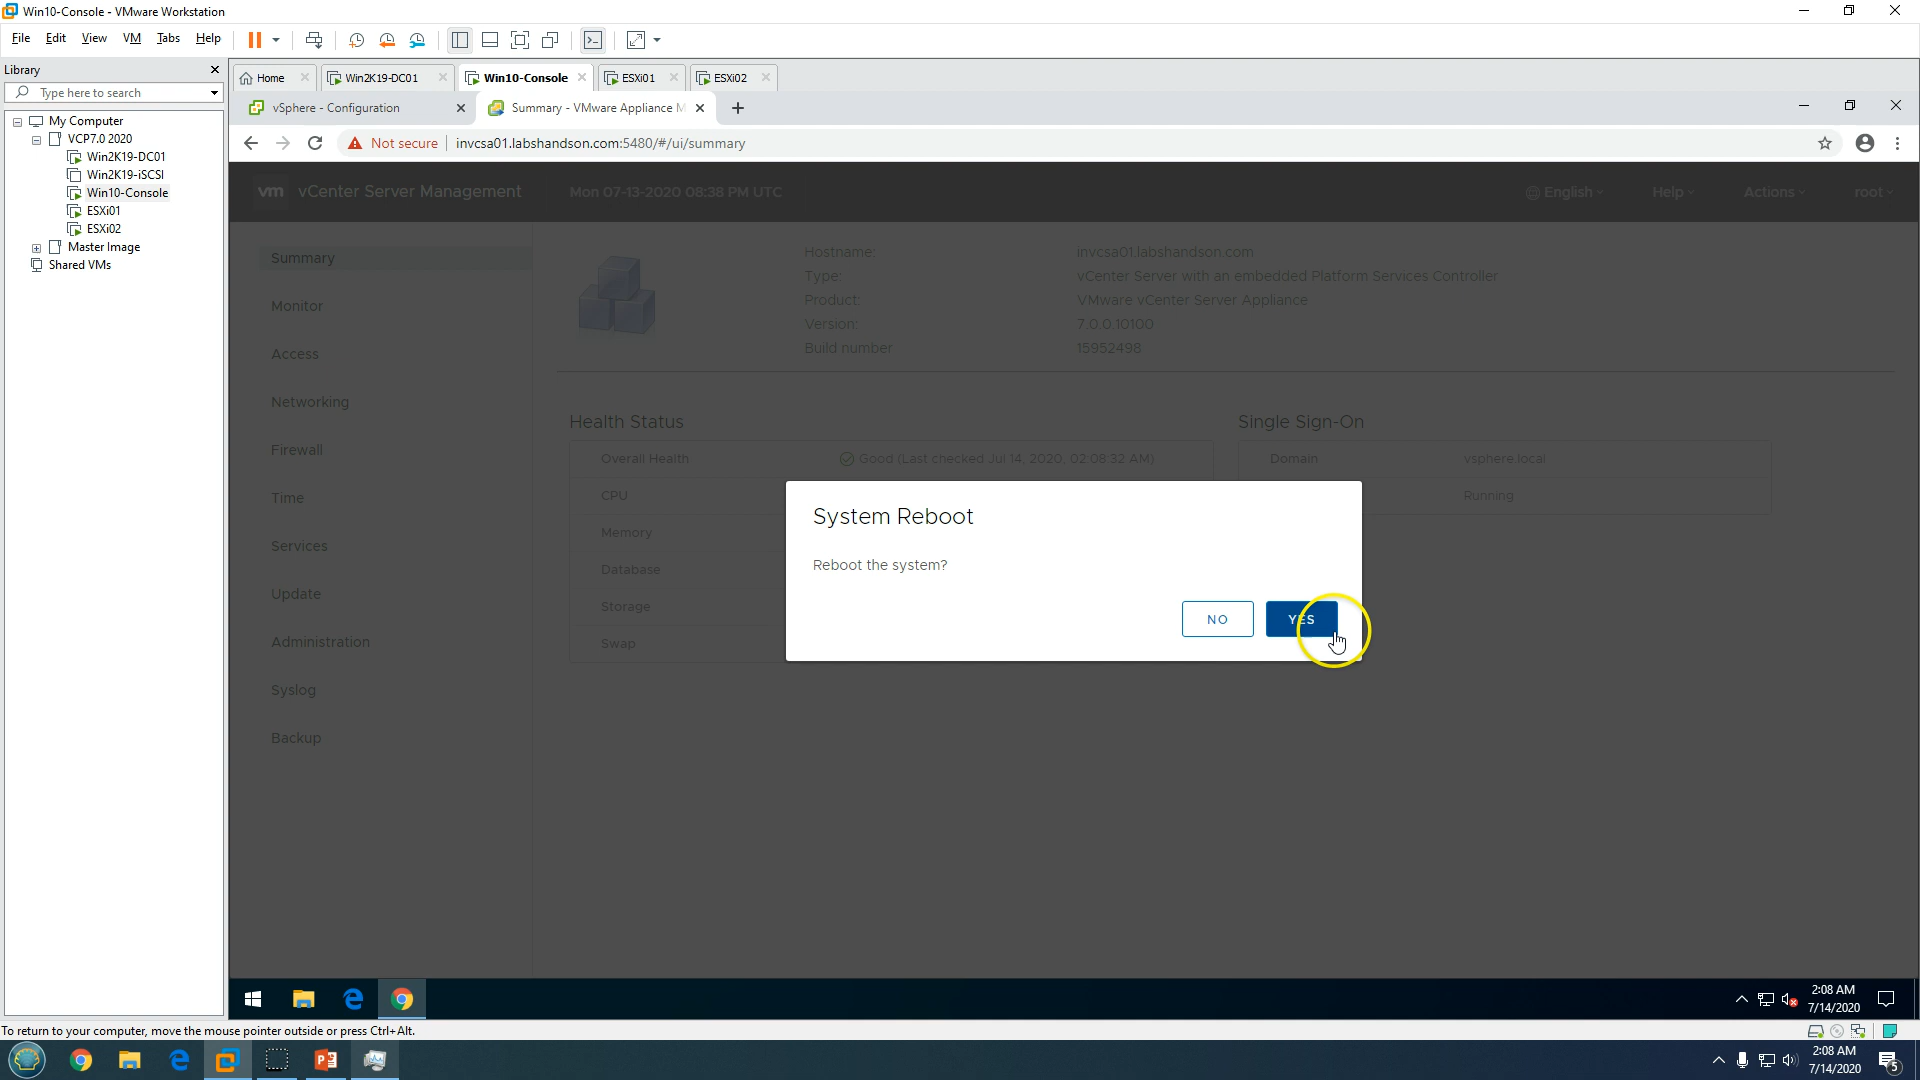 Win10-Console - VMware Workstation
File Edit View VM Tabs Help
Library
Type here to search
My Computer
VCP7.0 2020
Win2K19-DC01
Win2K19-iSCSI
Win10-Console
ESXi01
ESXi02
Master Image
Shared VMs
Home
Win2K19-DC01
Win10-Console
ESXi01
ESXi02
vSphere - Configuration
Summary - VMware Appliance M
Not secure
invcsa01.labshandson.com:5480/#/ui/summary
vm vCenter Server Management
Mon 07-13-2020 08:38 PM UTC
English
Help
Actions
root
Summary
Monitor
Access
Networking
Firewall
Time
Services
Update
Administration
Syslog
Backup
Hostname: invcsa01.labshandson.com
Type: vCenter Server with an embedded Platform Services Controller
Product: VMware vCenter Server Appliance
Version: 7.0.0.10100
Build number 15952498
Health Status
Overall Health Good (Last checked Jul 14, 2020, 02:08:32 AM)
CPU
Memory
Database
Storage
Swap
Single Sign-On
Domain vsphere.local
Running
System Reboot
Reboot the system?
NO
YES
2:08 AM
7/14/2020
To return to your computer, move the mouse pointer outside or press Ctrl+Alt.
2:08 AM
7/14/2020
5